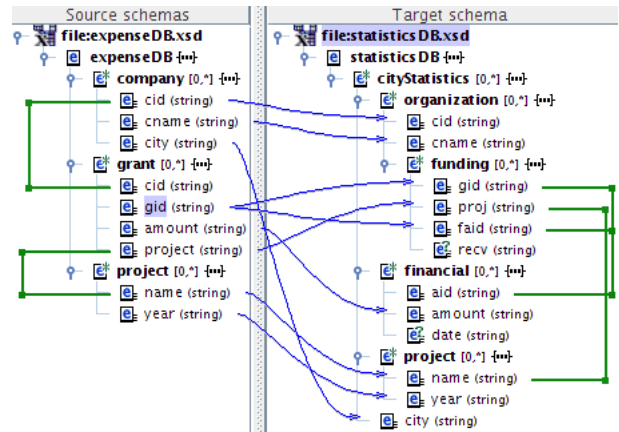 Source schemas
file:expenseDB.xsd
expenseDB
company [0,*]
cid (string)
cname (string)
city (string)
grant [0,*]
cid (string)
gid (string)
amount (string)
project (string)
project [0,*]
name (string)
year (string)
Target schema
file:statisticsDB.xsd
statisticsDB
cityStatistics [0,*]
organization [0,*]
cid (string)
cname (string)
funding [0,*]
gid (string)
proj (string)
faid (string)
recv (string)
financial [0,*]
aid (string)
amount (string)
date (string)
project [0,*]
name (string)
year (string)
city (string)